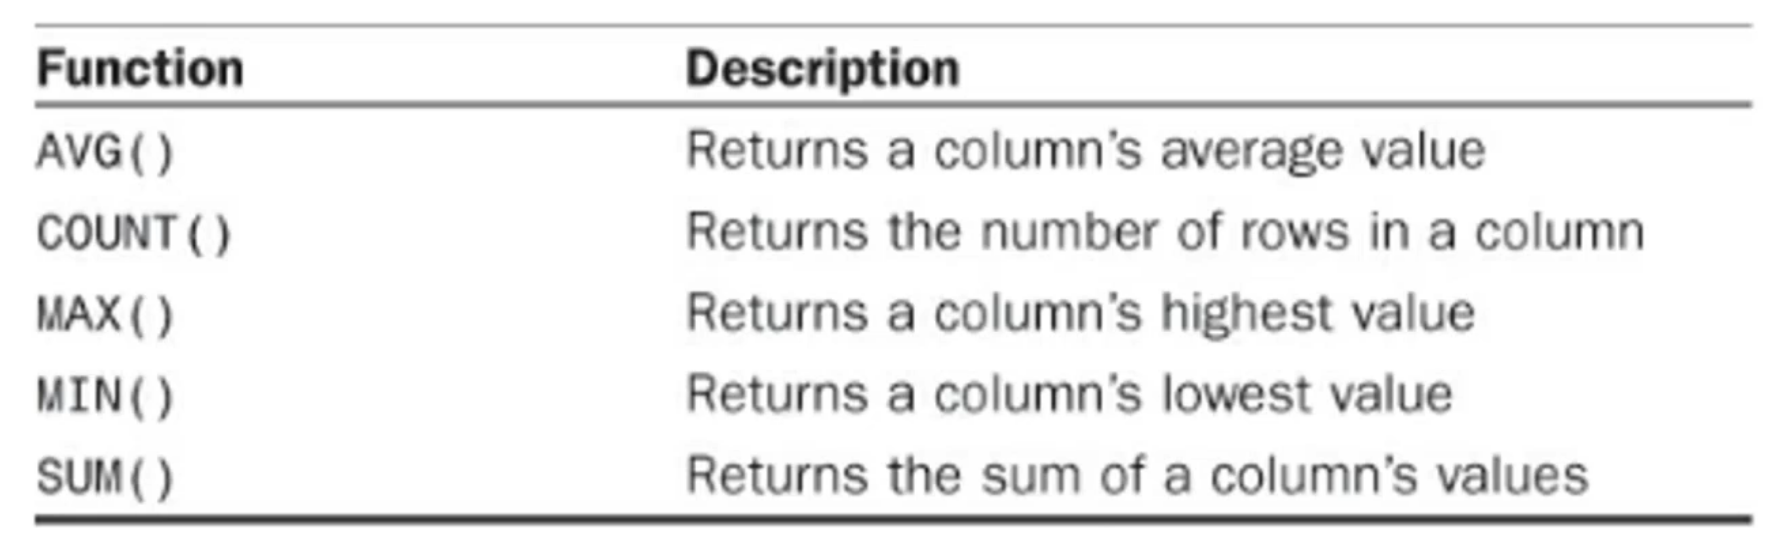 Function Description
AVG() Returns a column’s average value
COUNT() Returns the number of rows in a column
MAX() Returns a column’s highest value
MIN() Returns a column’s lowest value
SUM() Returns the sum of a column’s values